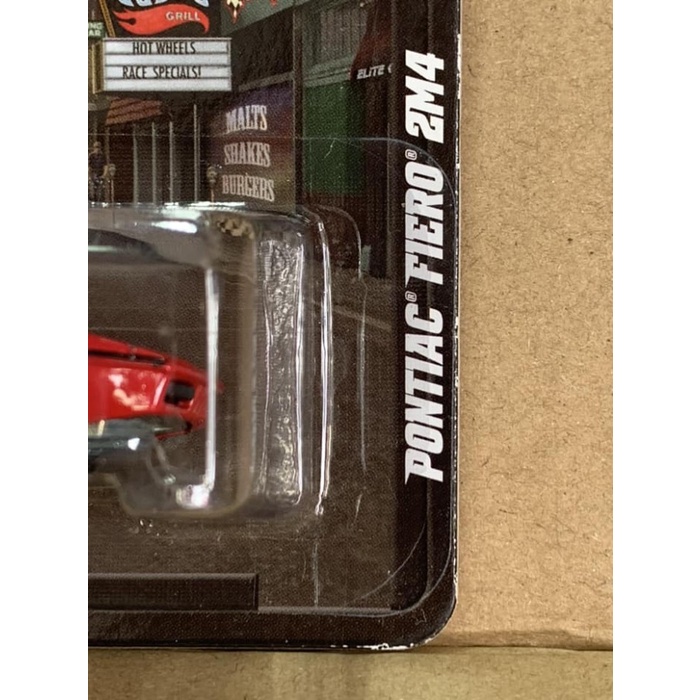 GRILL
HOT WHEELS
RACE SPECIALS!
ELITE
MALTS
SHAKES
BURGERS
PONTIAC® FIERO® 2M4